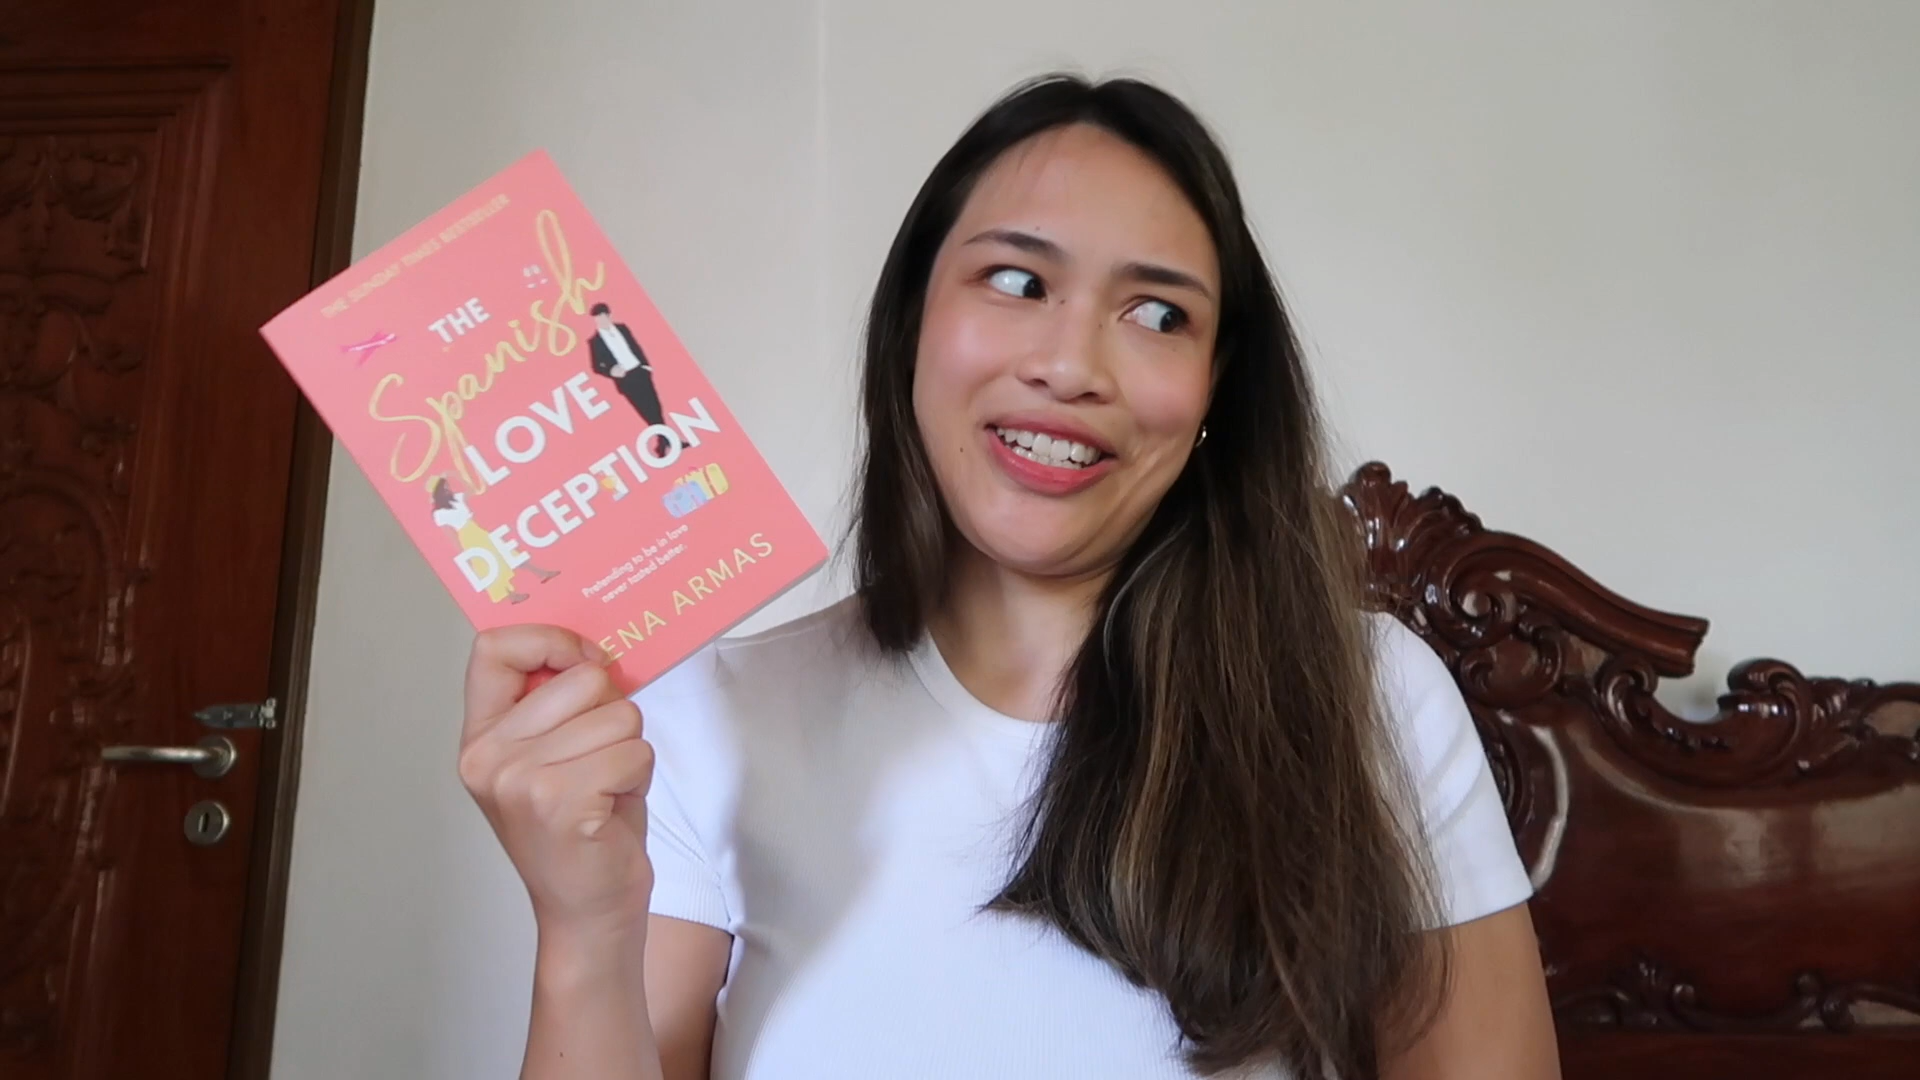 THE SUNDAY TIMES BESTSELLER
THE
Spanish
LOVE
DECEPTION
Pretending to be in love
never tasted better.
ENA ARMAS